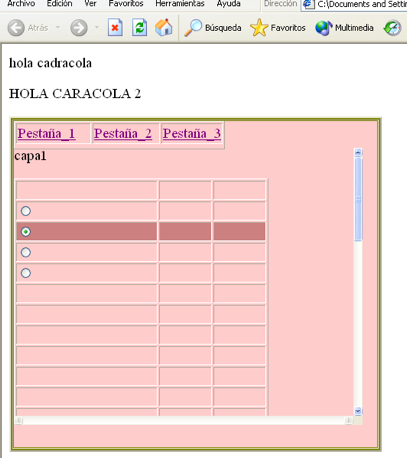 Archivo Edición Ver Favoritos Herramientas Ayuda Dirección C:\Documents and Settin
Atrás Búsqueda Favoritos Multimedia
hola cadracola
HOLA CARACOLA 2
Pestaña_1 Pestaña_2 Pestaña_3
capa1